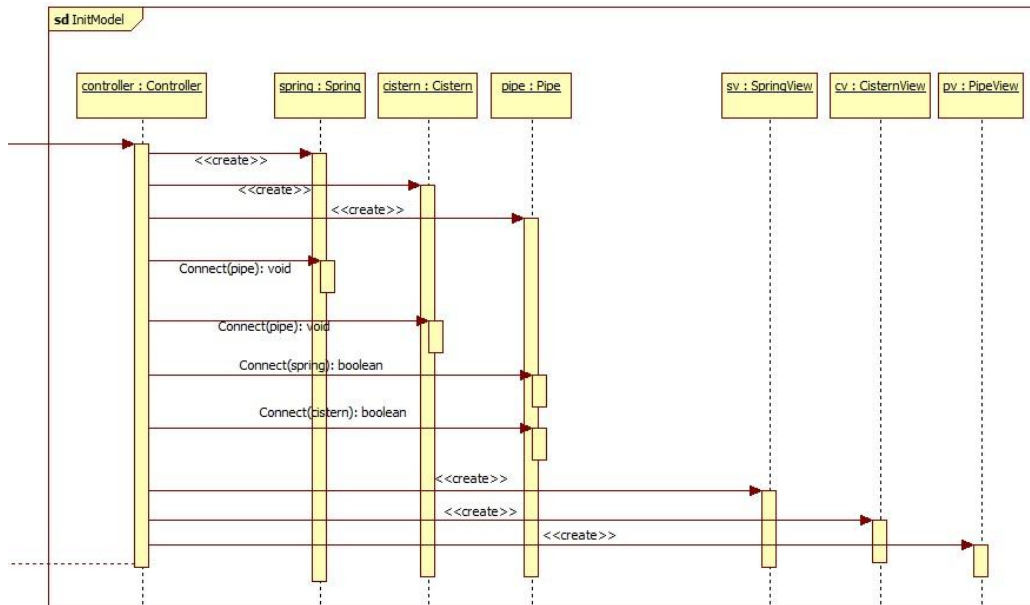 sd InitModel
controller : Controller
spring : Spring
cistern : Cistern
pipe : Pipe
sv : SpringView
cv : CisternView
pv : PipeView
<<create>>
<<create>>
<<create>>
Connect(pipe): void
Connect(pipe): void
Connect(spring): boolean
Connect(cistern): boolean
<<create>>
<<create>>
<<create>>